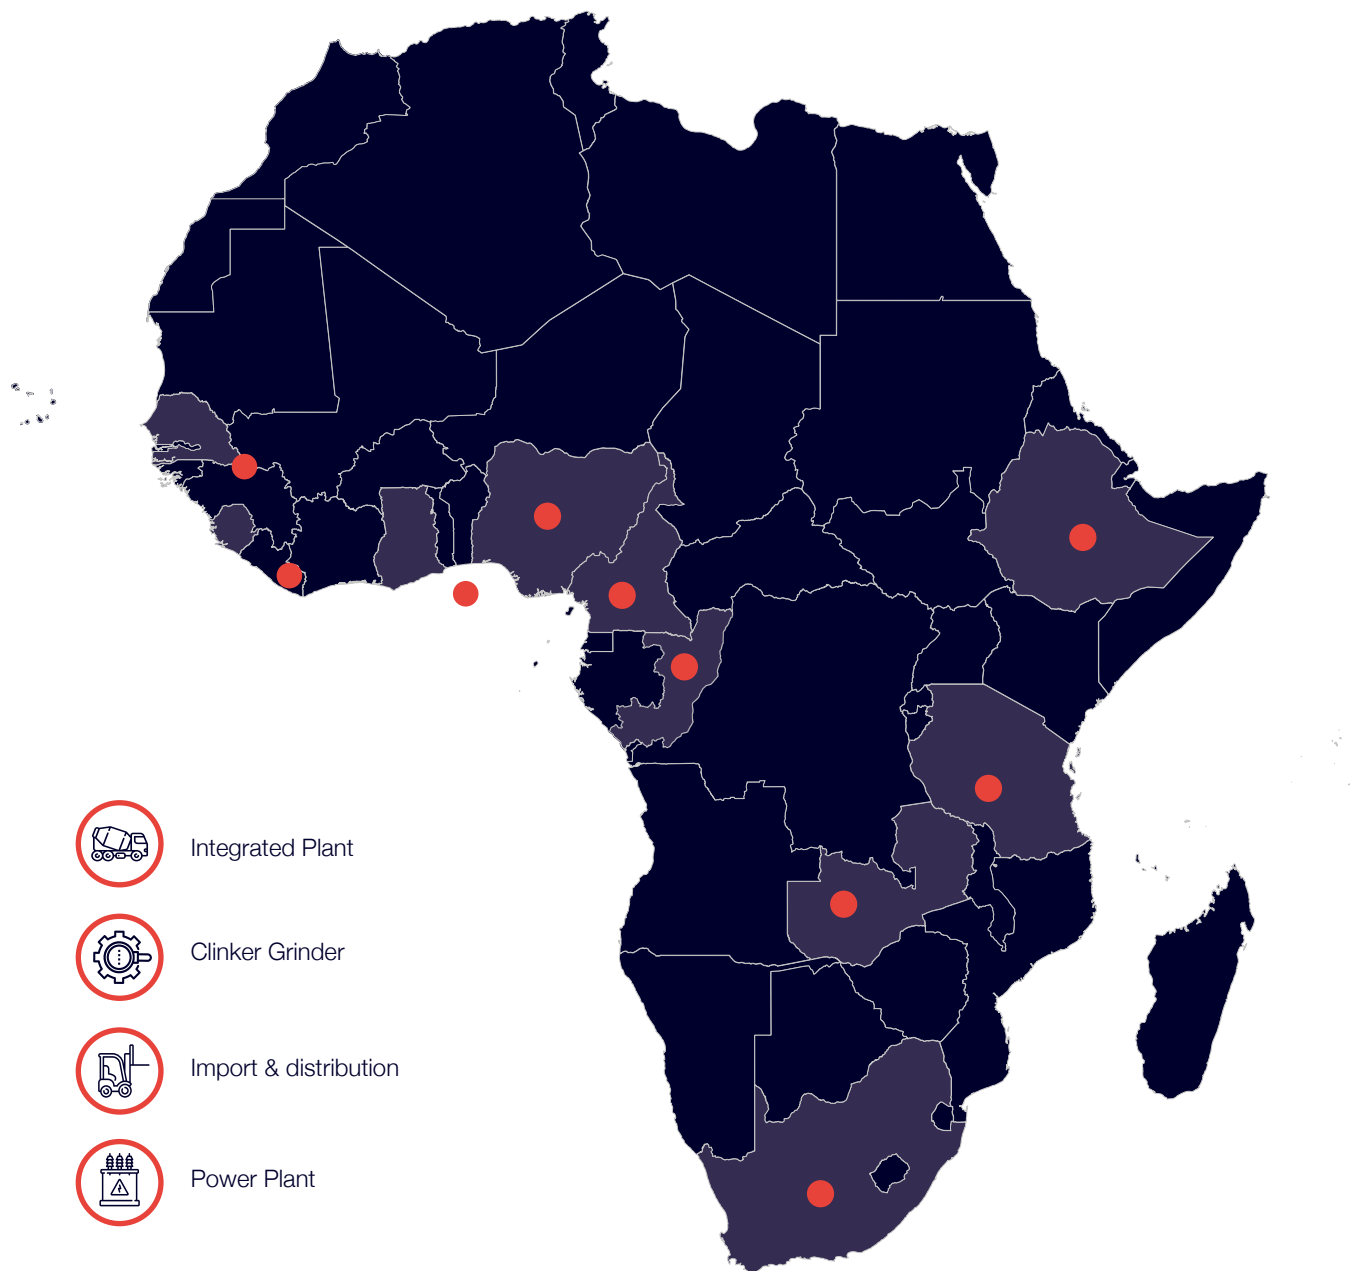 Integrated Plant
Clinker Grinder
Import & distribution
Power Plant